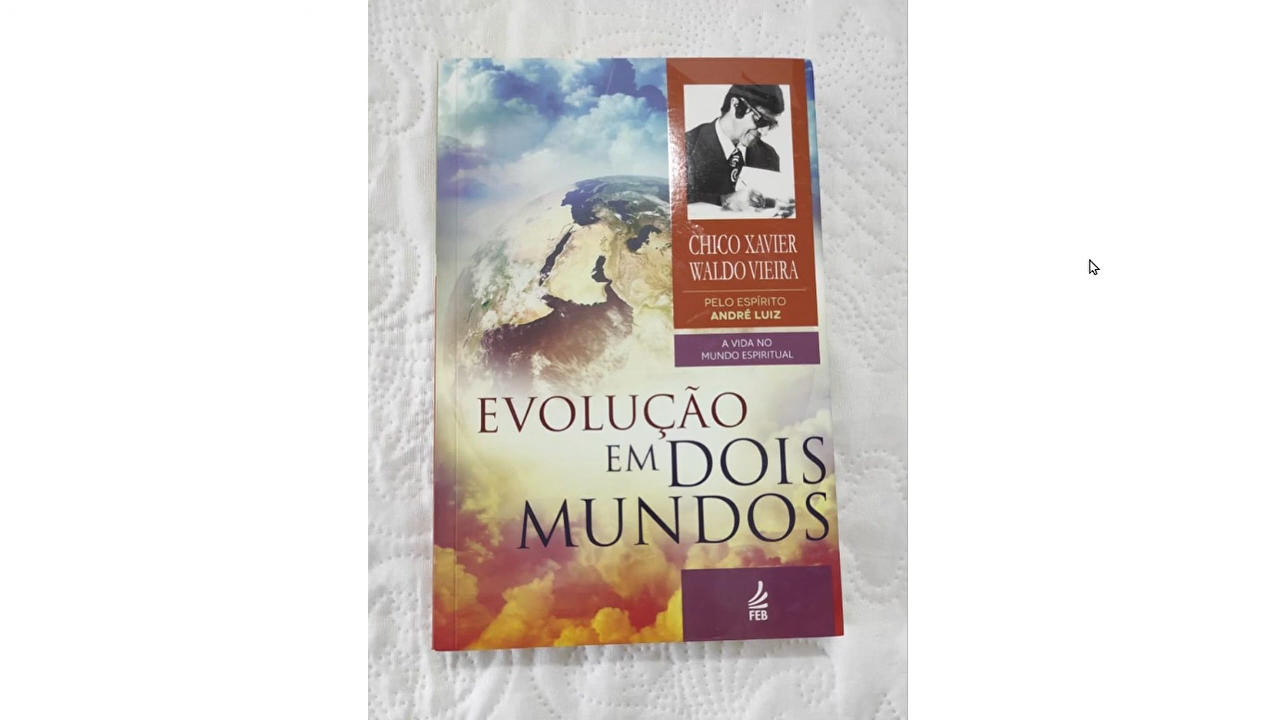 CHICO XAVIER
WALDO VIEIRA
PELO ESPÍRITO
ANDRÉ LUIZ
A VIDA NO
MUNDO ESPIRITUAL
EVOLUÇÃO
EM DOIS
MUNDOS
FEB